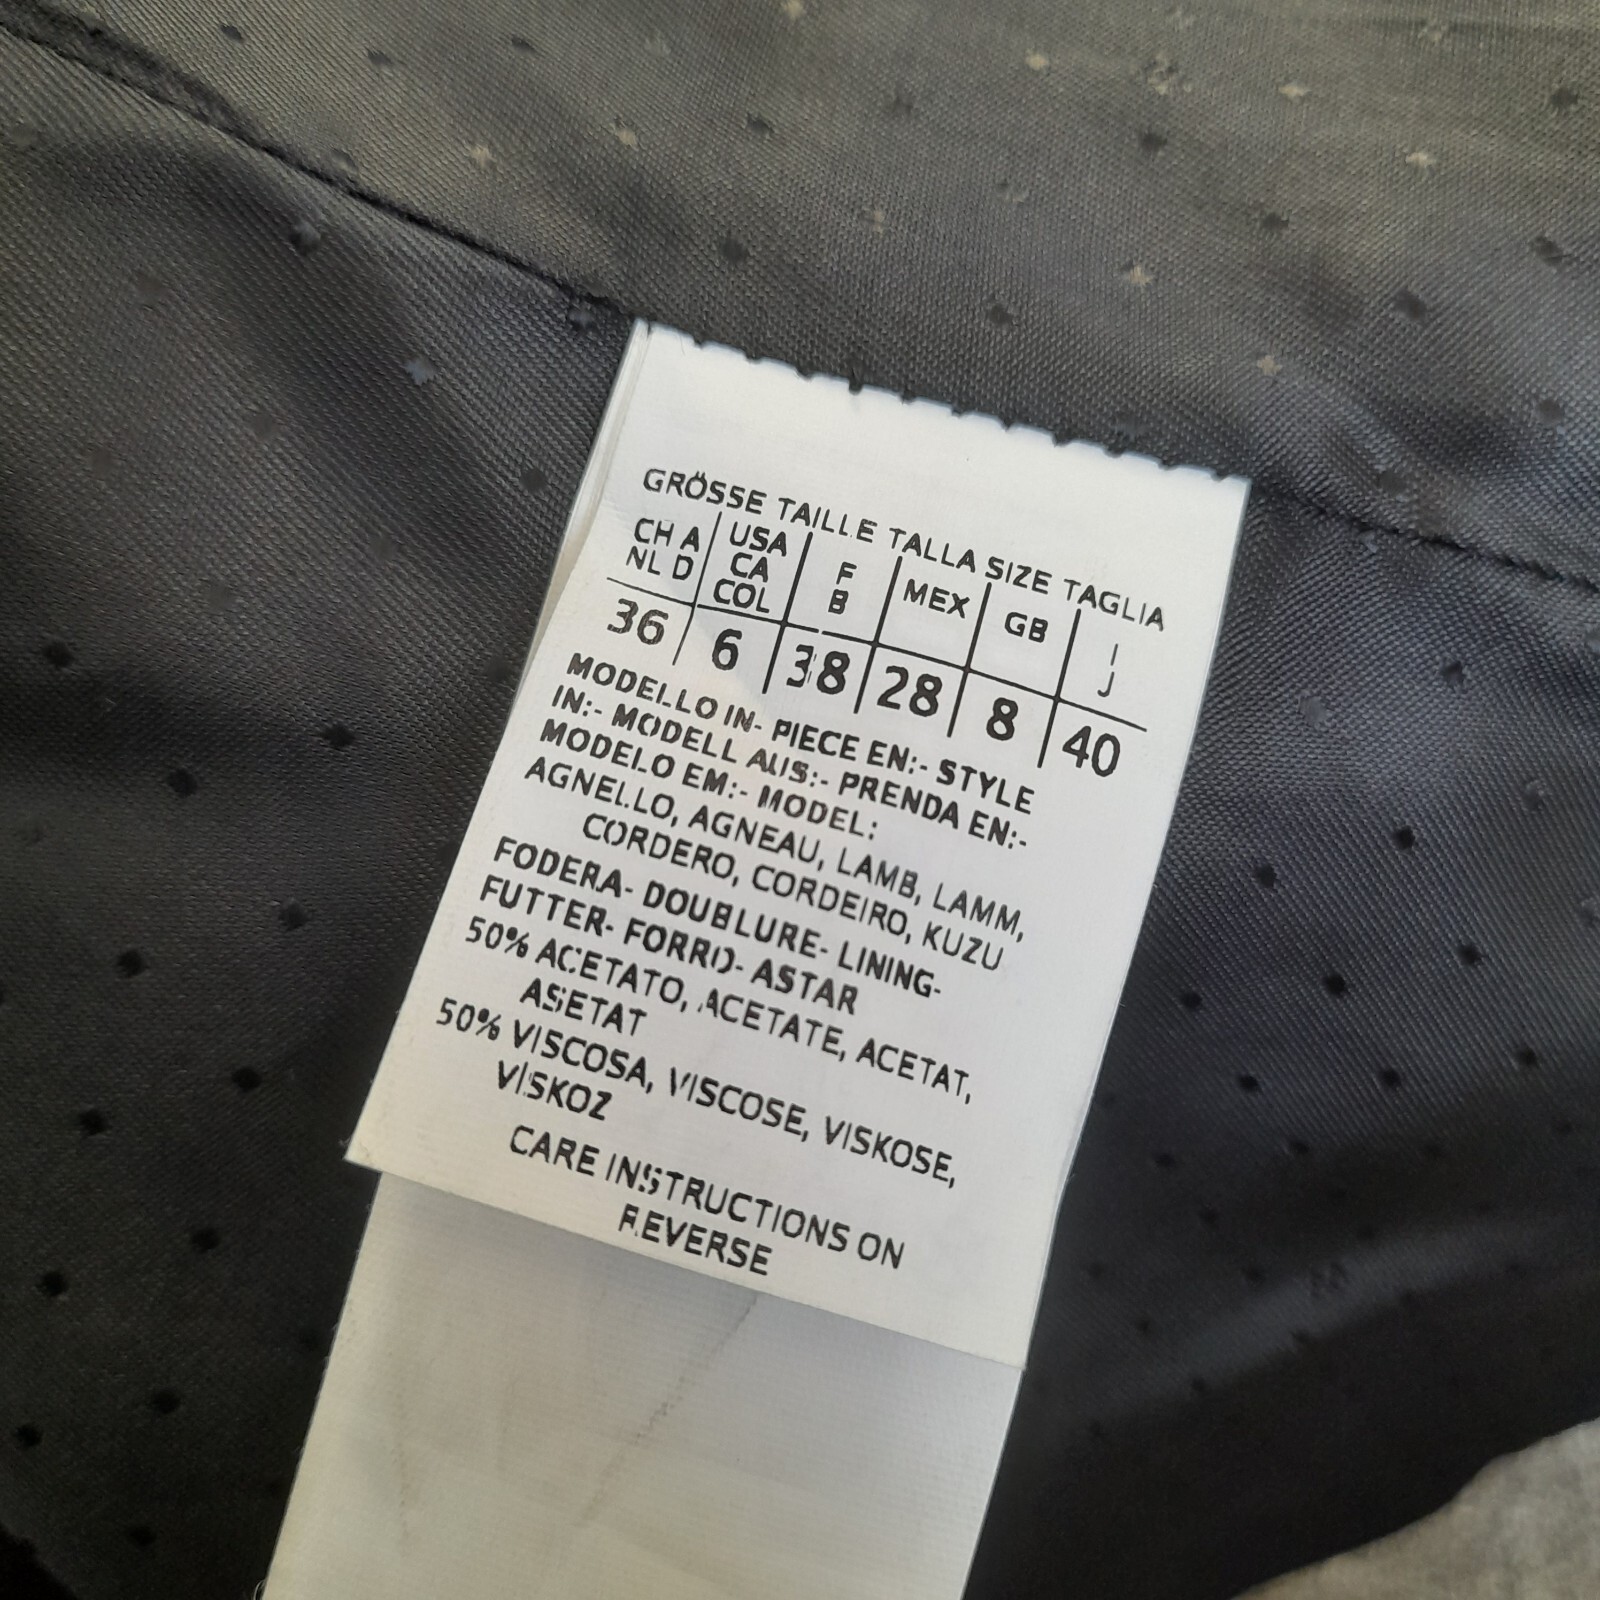 GRÖSSE TAILLE TALLA SIZE TAGLIA
CH A NL D USA CA COL F B MEX GB I J
36 6 38 28 8 40
MODELLO IN- PIECE EN:- STYLE
IN:- MODELL AUS:- PRENDA EN:-
MODELO EM:- MODEL:
AGNELLO, AGNEAU, LAMB, LAMM,
CORDERO, CORDEIRO, KUZU
FODERA- DOUBLURE- LINING-
FUTTER- FORRO- ASTAR
50% ACETATO, ACETATE, ACETAT,
ASETAT
50% VISCOSA, VISCOSE, VISKOSE,
VISKOZ
CARE INSTRUCTIONS ON
REVERSE